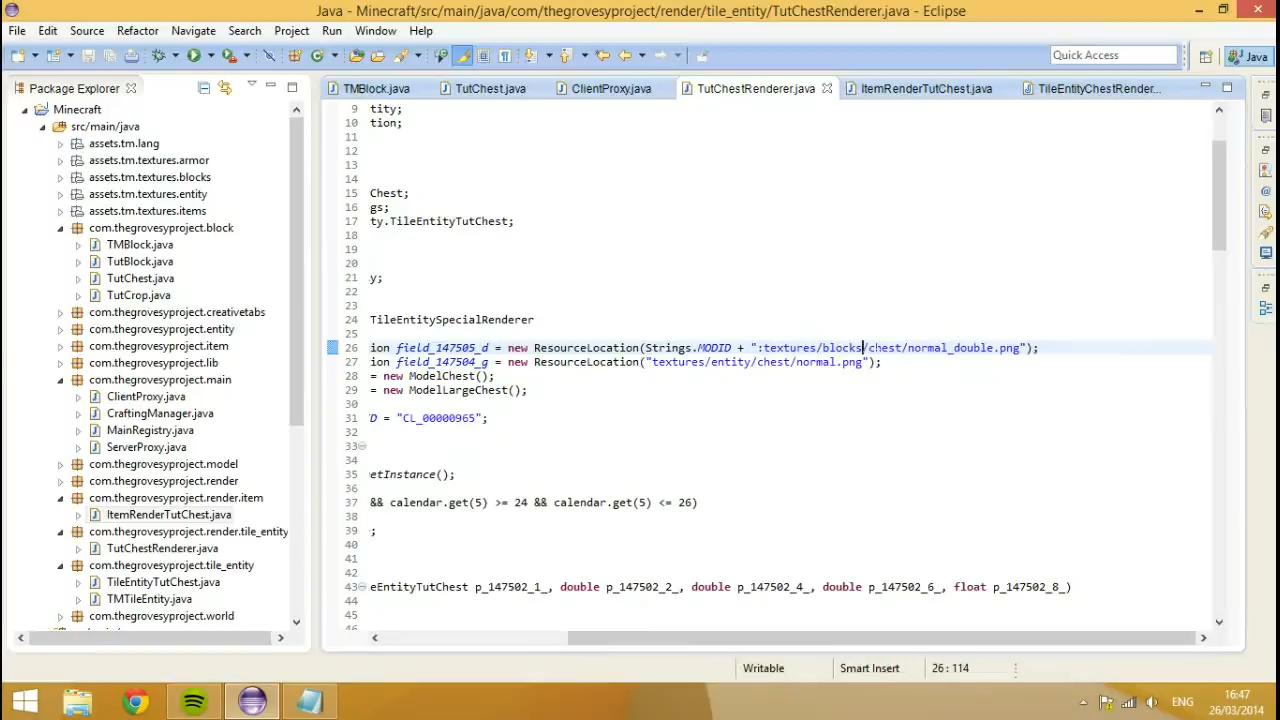 Java - Minecraft/src/main/java/com/thegrovesyproject/render/tile_entity/TutChestRenderer.java - Eclipse
File Edit Source Refactor Navigate Search Project Run Window Help
Quick Access
Java
Package Explorer
TMBlock.java TutChest.java ClientProxy.java TutChestRenderer.java ItemRenderTutChest.java TileEntityChestRender...
Minecraft
src/main/java
assets.tm.lang
assets.tm.textures.armor
assets.tm.textures.blocks
assets.tm.textures.entity
assets.tm.textures.items
com.thegrovesyproject.block
TMBlock.java
TutBlock.java
TutChest.java
TutCrop.java
com.thegrovesyproject.creativetabs
com.thegrovesyproject.entity
com.thegrovesyproject.item
com.thegrovesyproject.lib
com.thegrovesyproject.main
ClientProxy.java
CraftingManager.java
MainRegistry.java
ServerProxy.java
com.thegrovesyproject.model
com.thegrovesyproject.render
com.thegrovesyproject.render.item
ItemRenderTutChest.java
com.thegrovesyproject.render.tile_entity
TutChestRenderer.java
com.thegrovesyproject.tile_entity
TileEntityTutChest.java
TMTileEntity.java
com.thegrovesyproject.world
9 tity;
10 tion;
11
12
13
14
15 Chest;
16 gs;
17 ty.TileEntityTutChest;
18
19
20
21 y;
22
23
24 TileEntitySpecialRenderer
25
26 ion field_147505_d = new ResourceLocation(Strings.MODID + ":textures/blocks/chest/normal_double.png");
27 ion field_147504_g = new ResourceLocation("textures/entity/chest/normal.png");
28 = new ModelChest();
29 = new ModelLargeChest();
30
31 D = "CL_00000965";
32
33
34
35 etInstance();
36
37 && calendar.get(5) >= 24 && calendar.get(5) <= 26)
38
39 ;
40
41
42
43 eEntityTutChest p_147502_1_, double p_147502_2_, double p_147502_4_, double p_147502_6_, float p_147502_8_)
44
45
46
Writable Smart Insert 26 : 114
ENG
16:47
26/03/2014